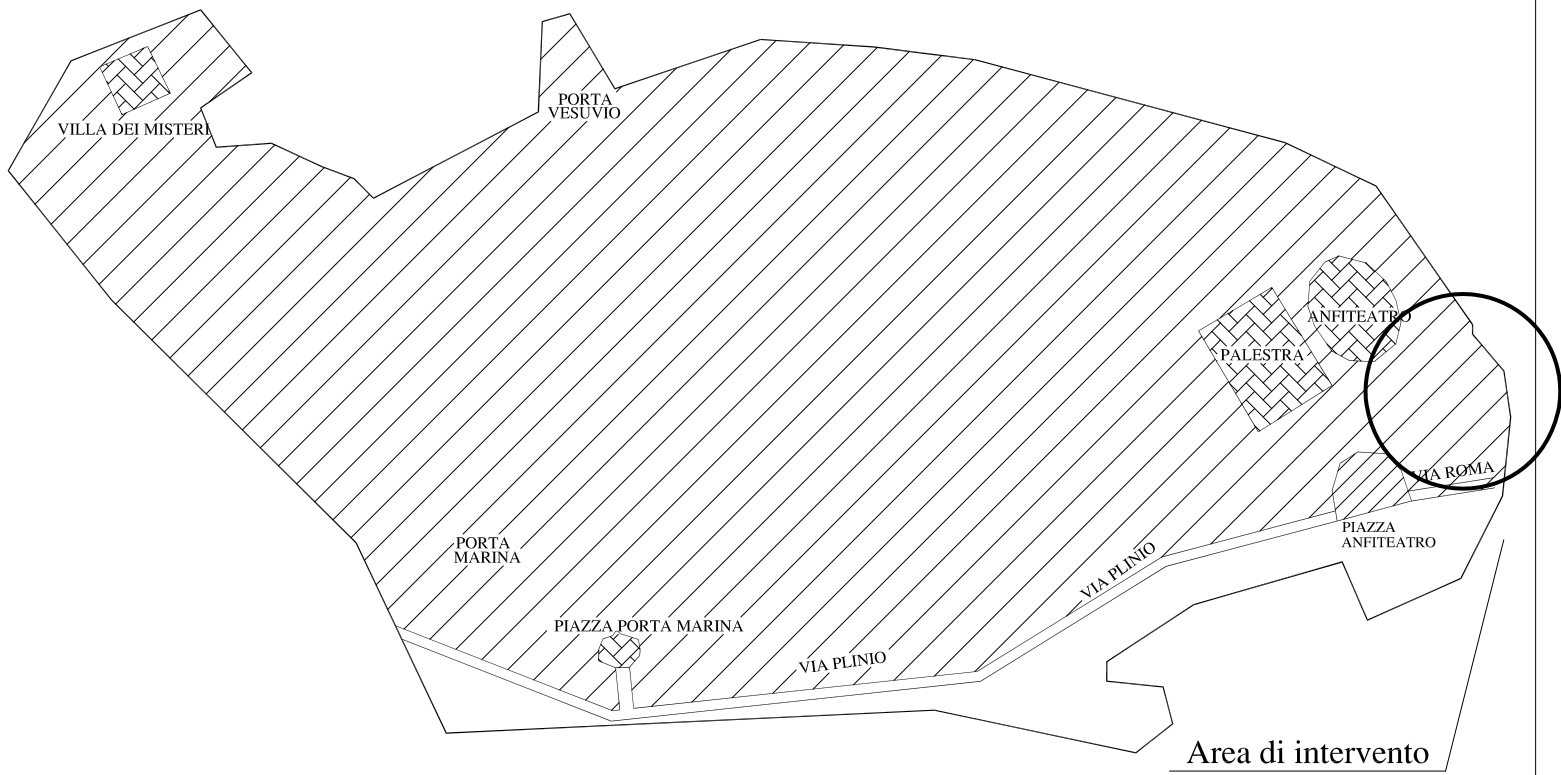 PORTA
VESUVIO
VILLA DEI MISTERI
ANFITEATRO
PALESTRA
VIA ROMA
PIAZZA
ANFITEATRO
PORTA
MARINA
VIA PLINIO
PIAZZA PORTA MARINA
VIA PLINIO
Area di intervento